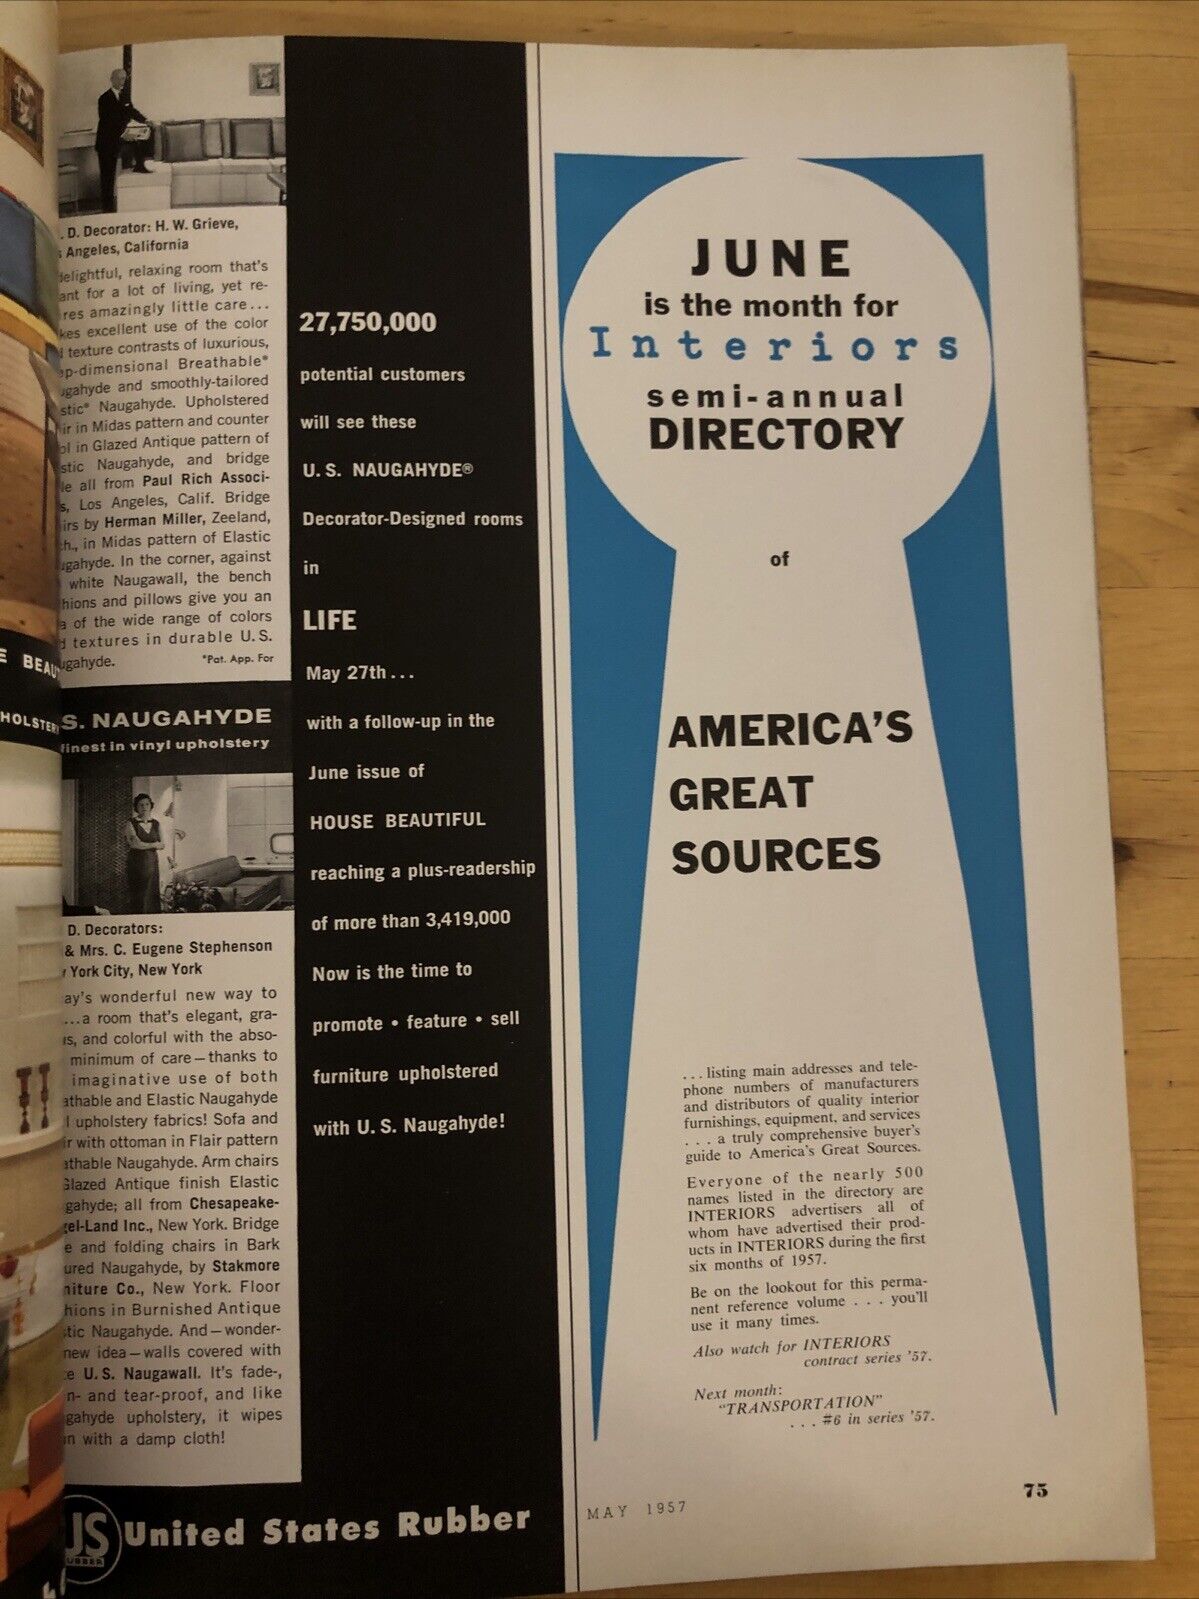 D. Decorator: H. W. Grieve,
Angeles, California
delightful, relaxing room that's
for a lot of living, yet re-
amazingly little care...
excellent use of the color
texture contrasts of luxurious,
Breathable*
and smoothly-tailored
Naugahyde. Upholstered
in Midas pattern and counter
in Glazed Antique pattern of
Naugahyde, and bridge
all from Paul Rich Associ-
Los Angeles, Calif. Bridge
by Herman Miller, Zeeland,
in Midas pattern of Elastic
In the corner, against
white Naugawall, the bench
and pillows give you an
of the wide range of colors
textures in durable U. S.
*Pat. App. For
S. NAUGAHYDE
finest in vinyl upholstery
D. Decorators:
& Mrs. C. Eugene Stephenson
York City, New York
wonderful new way to
...a room that's elegant, gra-
and colorful with the abso-
minimum of care—thanks to
imaginative use of both
and Elastic Naugahyde
upholstery fabrics! Sofa and
with ottoman in Flair pattern
Naugahyde. Arm chairs
Glazed Antique finish Elastic
all from Chesapeake-
New York. Bridge
and folding chairs in Bark
Naugahyde, by Stakmore
Co., New York. Floor
in Burnished Antique
Naugahyde. And—wonder-
new idea—walls covered with
U. S. Naugawall. It's fade-,
and tear-proof, and like
upholstery, it wipes
with a damp cloth!
27,750,000
potential customers
will see these
U. S. NAUGAHYDE®
Decorator-Designed rooms
in
LIFE
May 27th...
with a follow-up in the
June issue of
HOUSE BEAUTIFUL
reaching a plus-readership
of more than 3,419,000
Now is the time to
promote • feature • sell
furniture upholstered
with U. S. Naugahyde!
US
RUBBER
United States Rubber
JUNE
is the month for
Interiors
semi-annual
DIRECTORY
of
AMERICA'S
GREAT
SOURCES
. . . listing main addresses and tele-
phone numbers of manufacturers
and distributors of quality interior
furnishings, equipment, and services
. . . a truly comprehensive buyer's
guide to America's Great Sources.
Everyone of the nearly 500
names listed in the directory are
INTERIORS advertisers all of
whom have advertised their prod-
ucts in INTERIORS during the first
six months of 1957.
Be on the lookout for this perma-
nent reference volume . . . you'll
use it many times.
Also watch for INTERIORS
contract series '57.
Next month:
"TRANSPORTATION"
. . . #6 in series '57.
MAY 1957
75